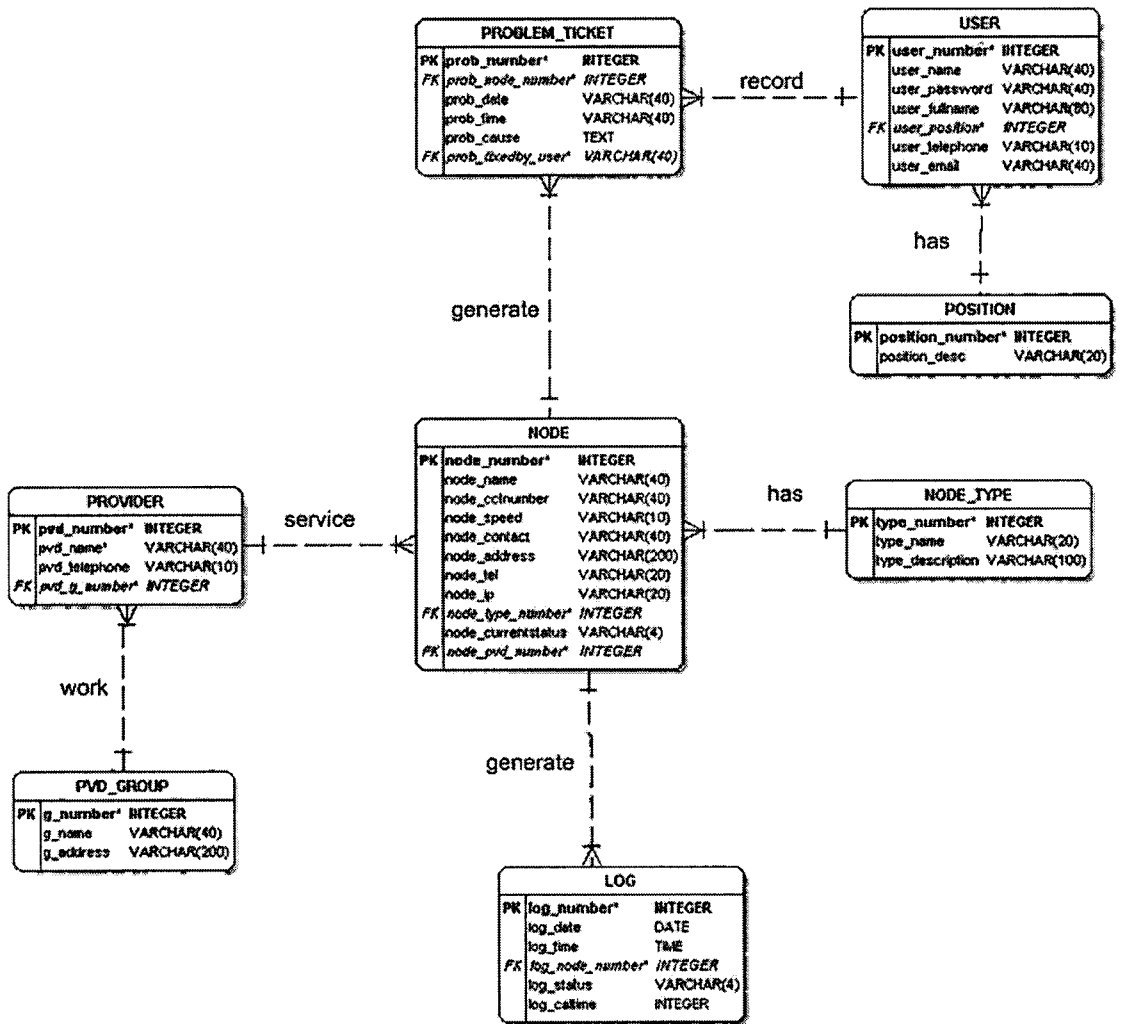 PROBLEM_TICKET
PK prob_number* INTEGER
FK prob_node_number* INTEGER
prob_date VARCHAR(40)
prob_time VARCHAR(40)
prob_cause TEXT
FK prob_fixedby_user* VARCHAR(40)
record
USER
PK user_number* INTEGER
user_name VARCHAR(40)
user_password VARCHAR(40)
user_fullname VARCHAR(80)
FK user_position* INTEGER
user_telephone VARCHAR(10)
user_email VARCHAR(40)
has
POSITION
PK position_number* INTEGER
position_desc VARCHAR(20)
generate
NODE
PK node_number* INTEGER
node_name VARCHAR(40)
node_cctnumber VARCHAR(40)
node_speed VARCHAR(10)
node_contact VARCHAR(40)
node_address VARCHAR(200)
node_tel VARCHAR(20)
node_ip VARCHAR(20)
FK node_type_number* INTEGER
node_currentstatus VARCHAR(4)
FK node_pvd_number* INTEGER
has
NODE_TYPE
PK type_number* INTEGER
type_name VARCHAR(20)
type_description VARCHAR(100)
PROVIDER
PK pvd_number* INTEGER
pvd_name* VARCHAR(40)
pvd_telephone VARCHAR(10)
FK pvd_g_number* INTEGER
service
work
PVD_GROUP
PK g_number* INTEGER
g_name VARCHAR(40)
g_address VARCHAR(200)
generate
LOG
PK log_number* INTEGER
log_date DATE
log_time TIME
FK log_node_number* INTEGER
log_status VARCHAR(4)
log_caltime INTEGER